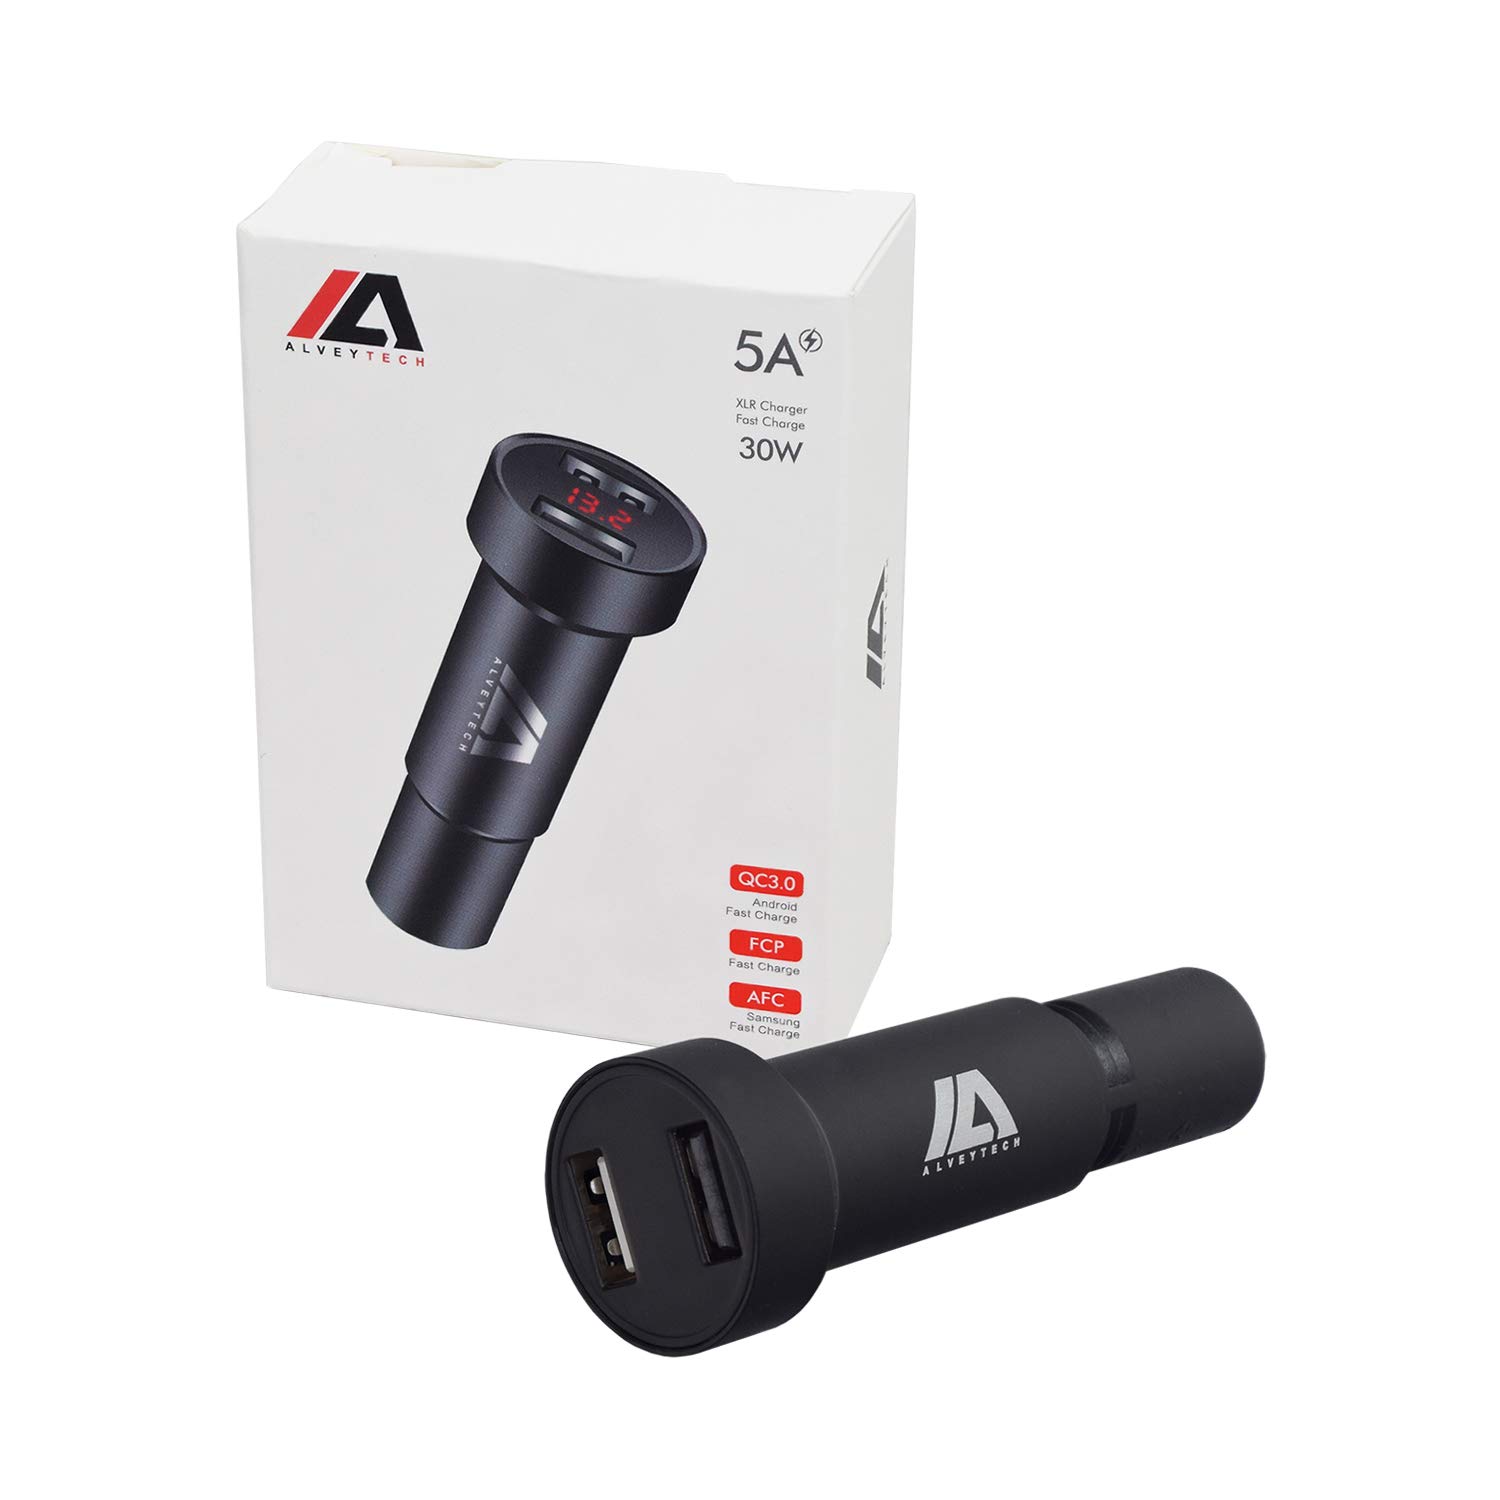 ALVEYTECH
5A
XLR Charger
Fast Charge
30W
13.2
ALVEYTECH
ALVEYTECH
QC3.0
Android
Fast Charge
FCP
Fast Charge
AFC
Samsung
Fast Charge
ALVEYTECH